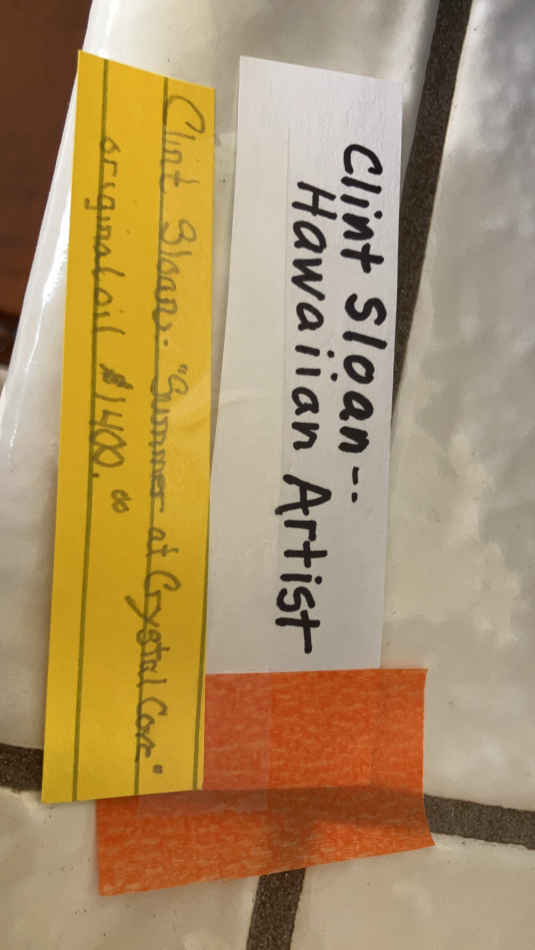 Clint Sloan--
Hawaiian Artist
Clint Sloan. "Summer at Crystal Cove"
original oil $1400.00